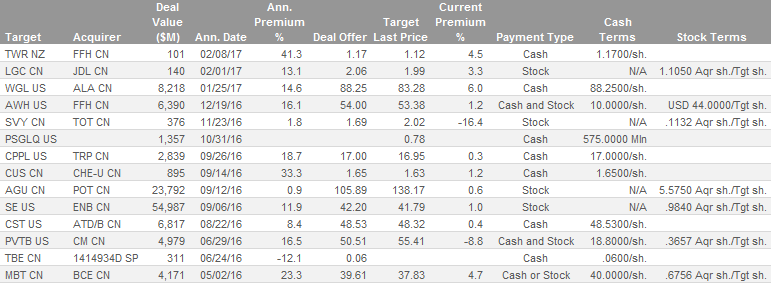 Deal Ann. Current
Value Premium Target Premium Cash
Target Acquirer ($M) Ann. Date % Deal Offer Last Price % Payment Type Terms Stock Terms
TWR NZ FFH CN 101 02/08/17 41.3 1.17 1.12 4.5 Cash 1.1700/sh.
LGC CN JDL CN 140 02/01/17 13.1 2.06 1.99 3.3 Stock N/A 1.1050 Aqr sh./Tgt sh.
WGL US ALA CN 8,218 01/25/17 14.6 88.25 83.28 6.0 Cash 88.2500/sh.
AWH US FFH CN 6,390 12/19/16 16.1 54.00 53.38 1.2 Cash and Stock 10.0000/sh. USD 44.0000/Tgt sh.
SVY CN TOT CN 376 11/23/16 1.8 1.69 2.02 -16.4 Stock N/A .1132 Aqr sh./Tgt sh.
PSGLQ US 1,357 10/31/16 0.78 Cash 575.0000 Mln
CPPL US TRP CN 2,839 09/26/16 18.7 17.00 16.95 0.3 Cash 17.0000/sh.
CUS CN CHE-U CN 895 09/14/16 33.3 1.65 1.63 1.2 Cash 1.6500/sh.
AGU CN POT CN 23,792 09/12/16 0.9 105.89 138.17 0.6 Stock N/A 5.5750 Aqr sh./Tgt sh.
SE US ENB CN 54,987 09/06/16 11.9 42.20 41.79 1.0 Stock N/A .9840 Aqr sh./Tgt sh.
CST US ATD/B CN 6,817 08/22/16 8.4 48.53 48.32 0.4 Cash 48.5300/sh.
PVTB US CM CN 4,979 06/29/16 16.5 50.51 55.41 -8.8 Cash and Stock 18.8000/sh. .3657 Aqr sh./Tgt sh.
TBE CN 1414934D SP 311 06/24/16 -12.1 0.06 Cash .0600/sh.
MBT CN BCE CN 4,171 05/02/16 23.3 39.61 37.83 4.7 Cash or Stock 40.0000/sh. .6756 Aqr sh./Tgt sh.